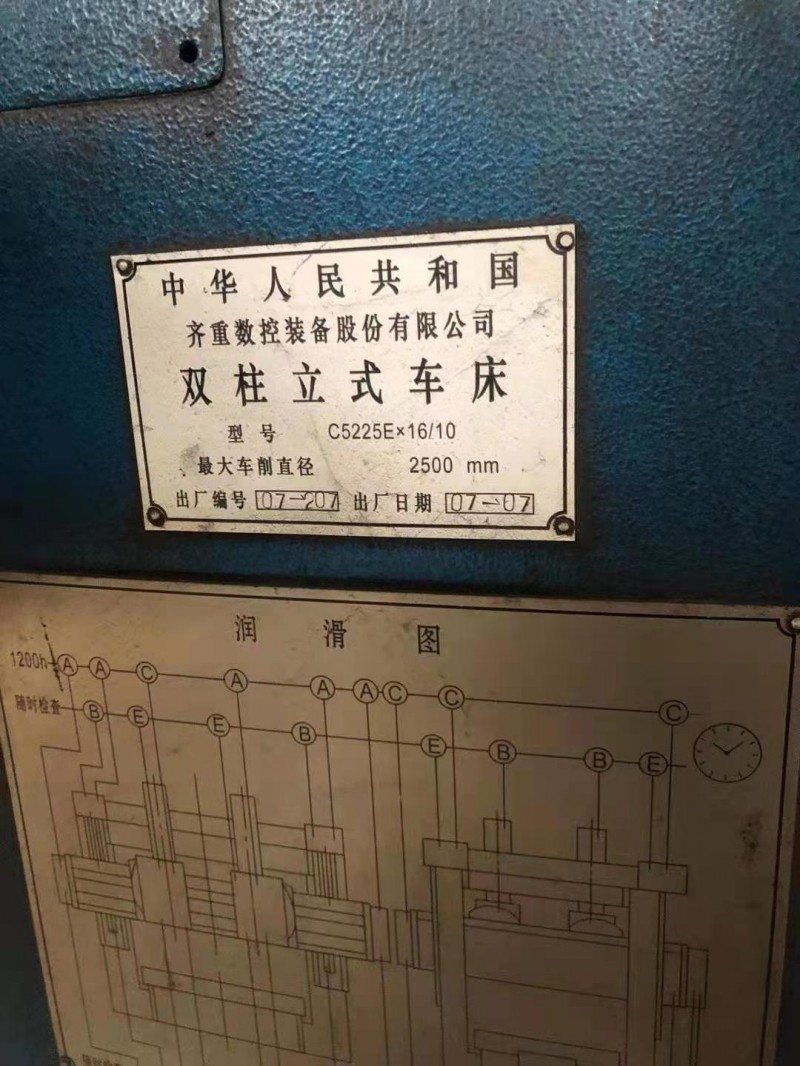 中华人民共和国
齐重数控装备股份有限公司
双柱立式车床
型号 C5225E×16/10
最大车削直径 2500 mm
出厂编号 07-207 出厂日期 07-07
润滑图
1200h A A C A A A C C C
随时检查 B E E B E B B E